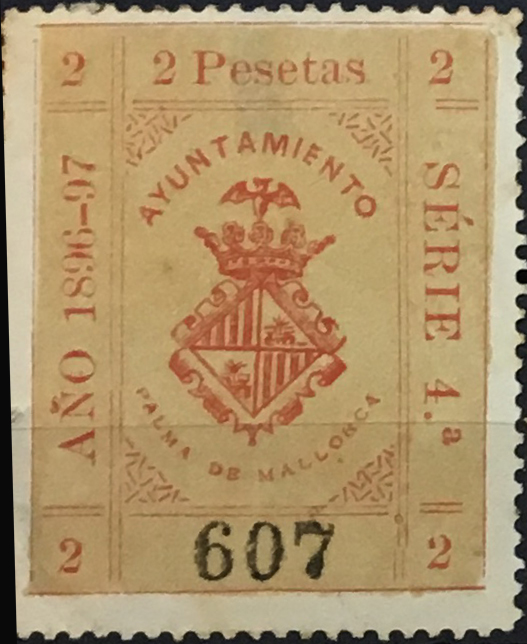 2 2 Pesetas 2
AÑO 1896-97
AYUNTAMIENTO
PALMA DE MALLORCA
SÉRIE 4.ª
2 607 2